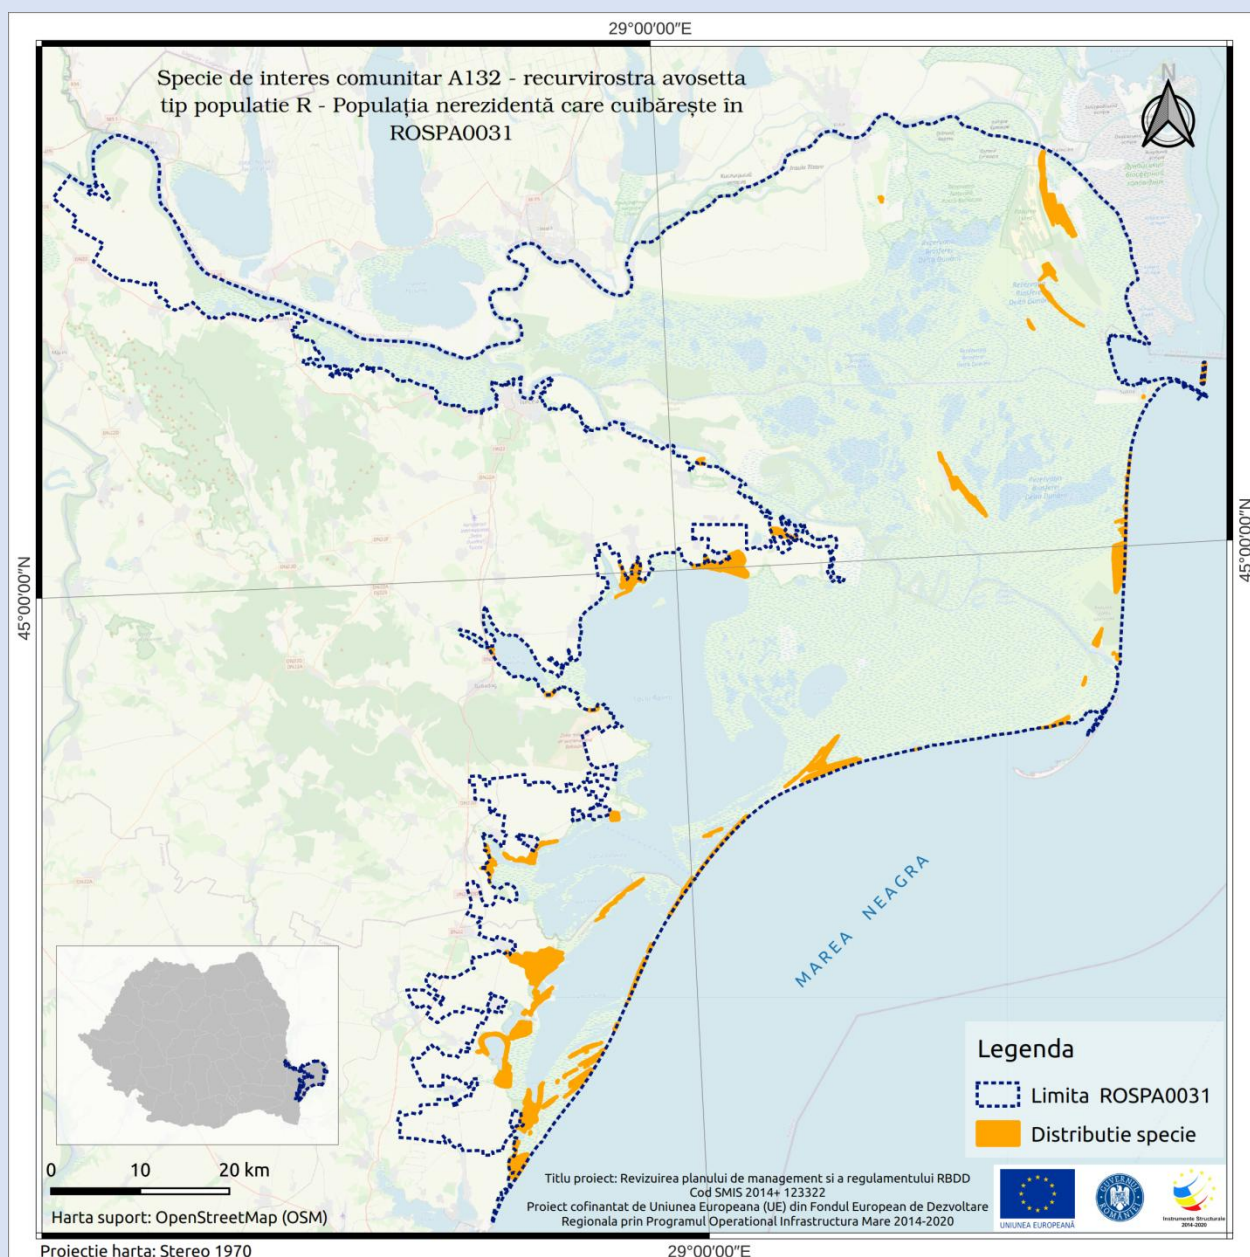 29°00′00″E
Specie de interes comunitar A132 - recurvirostra avosetta
tip populatie R - Populația nerezidentă care cuibărește în
ROSPA0031
N
45°00′00″N
45°00′00″N
MAREA NEAGRA
Legenda
Limita ROSPA0031
Distributie specie
0 10 20 km
Harta suport: OpenStreetMap (OSM)
Titlu proiect: Revizuirea planului de management si a regulamentului RBDD
Cod SMIS 2014+ 123322
Proiect cofinantat de Uniunea Europeana (UE) din Fondul European de Dezvoltare
Regionala prin Programul Operational Infrastructura Mare 2014-2020
UNIUNEA EUROPEANĂ
GUVERNUL ROMÂNIEI
Instrumente Structurale
2014-2020
Proiectie harta: Stereo 1970
29°00′00″E